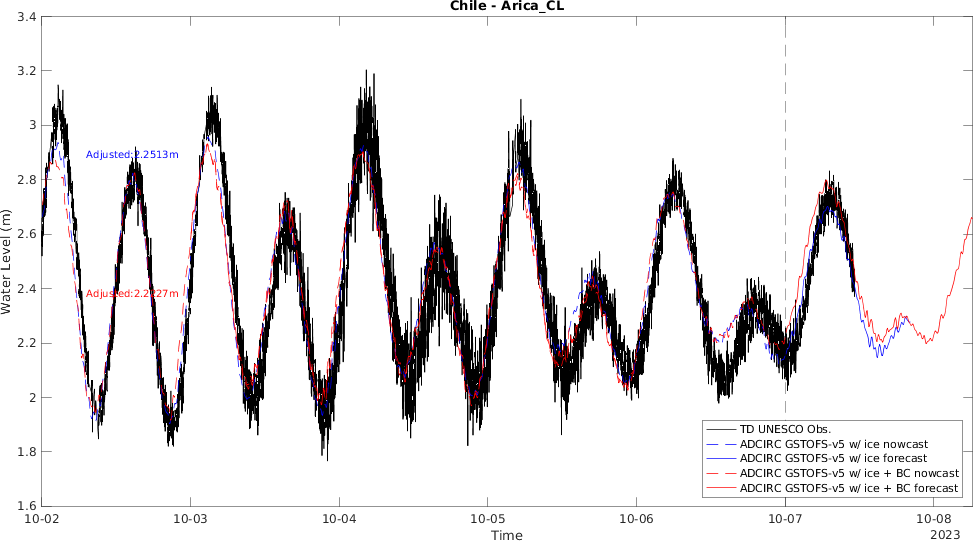 Chile - Arica_CL
3.4
3.2
3
2.8
2.6
2.4
2.2
2
1.8
1.6
Water Level (m)
Adjusted:2.2513m
Adjusted:2.2227m
TD UNESCO Obs.
ADCIRC GSTOFS-v5 w/ ice nowcast
ADCIRC GSTOFS-v5 w/ ice forecast
ADCIRC GSTOFS-v5 w/ ice + BC nowcast
ADCIRC GSTOFS-v5 w/ ice + BC forecast
10-02 10-03 10-04 10-05 10-06 10-07 10-08
Time
2023